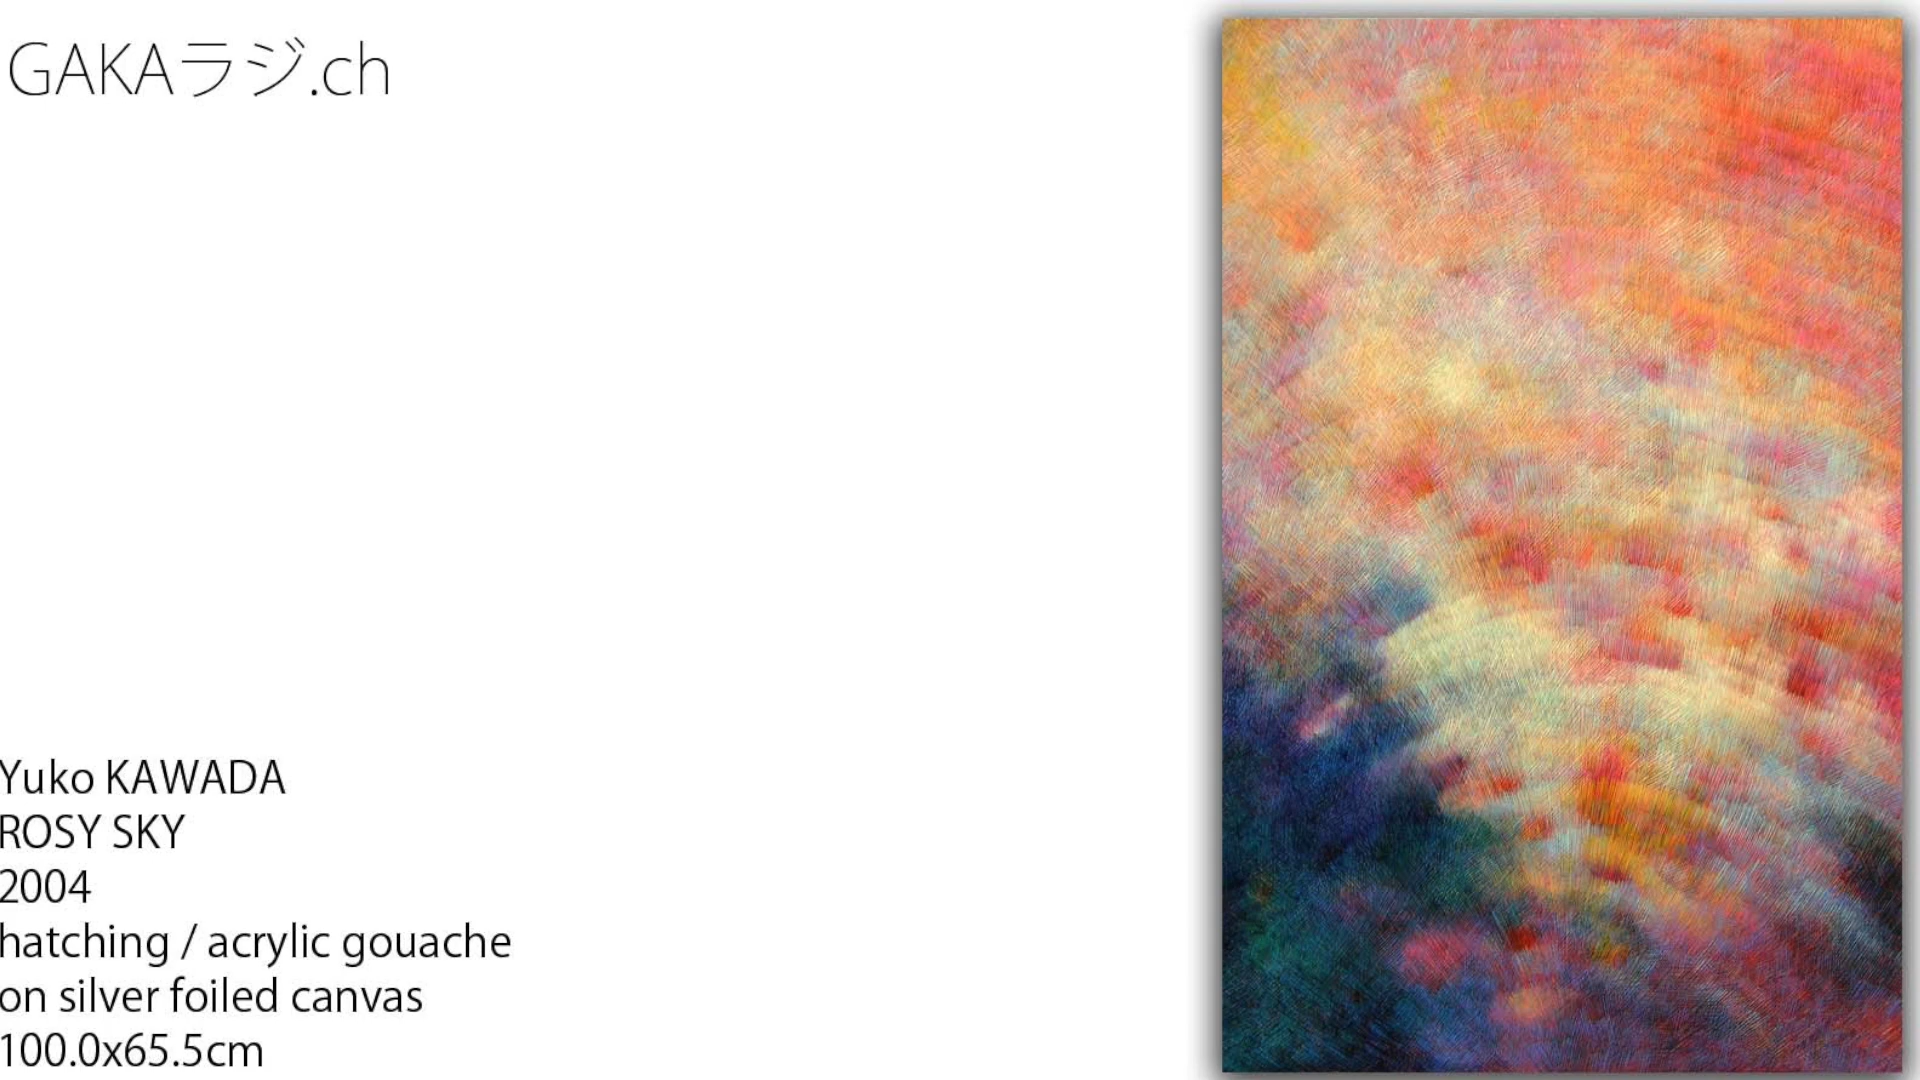 GAKAラジ.ch
Yuko KAWADA
ROSY SKY
2004
hatching / acrylic gouache
on silver foiled canvas
100.0x65.5cm